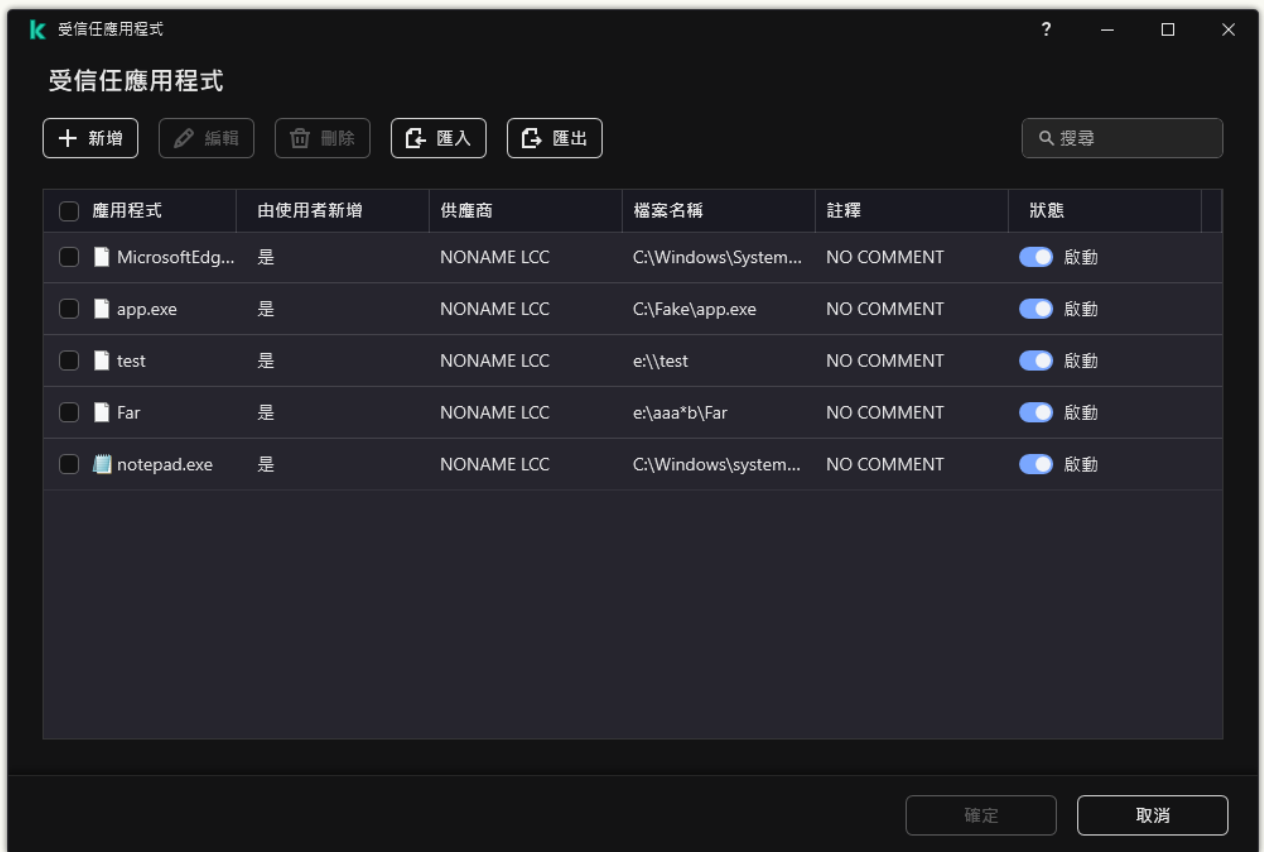 受信任應用程式
受信任應用程式
新增 編輯 刪除 匯入 匯出 搜尋
應用程式 由使用者新增 供應商 檔案名稱 註釋 狀態
MicrosoftEdg... 是 NONAME LCC C:\Windows\System... NO COMMENT 啟動
app.exe 是 NONAME LCC C:\Fake\app.exe NO COMMENT 啟動
test 是 NONAME LCC e:\\test NO COMMENT 啟動
Far 是 NONAME LCC e:\aaa*b\Far NO COMMENT 啟動
notepad.exe 是 NONAME LCC C:\Windows\system... NO COMMENT 啟動
確定 取消